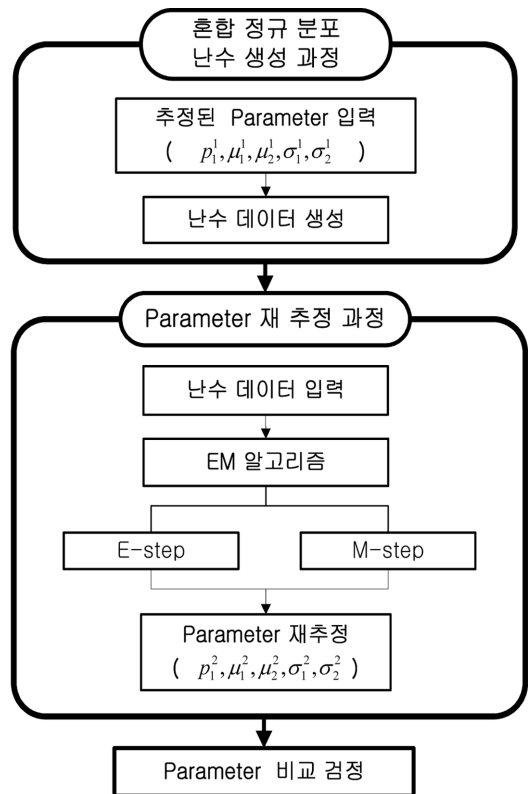 혼합 정규 분포
난수 생성 과정
추정된 Parameter 입력
( p₁¹,μ₁¹,μ₂¹,σ₁¹,σ₂¹ )
난수 데이터 생성
Parameter 재 추정 과정
난수 데이터 입력
EM 알고리즘
E-step M-step
Parameter 재추정
( p₁²,μ₁²,μ₂²,σ₁²,σ₂² )
Parameter 비교 검정